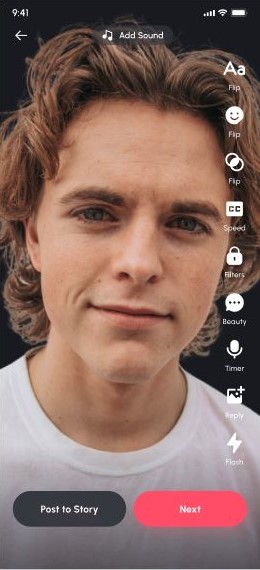 9:41
Add Sound
Aa
Flip
Flip
Flip
CC
Speed
Filters
Beauty
Timer
Reply
Flash
Post to Story
Next